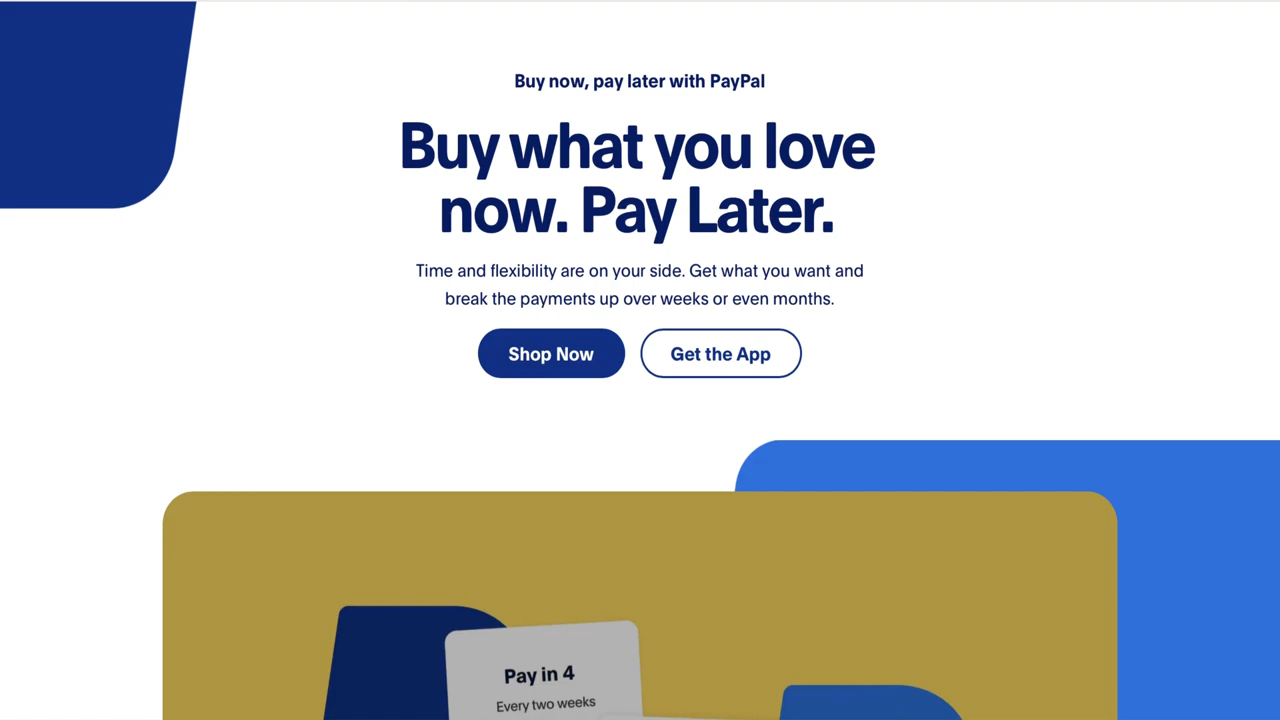 Buy now, pay later with PayPal
Buy what you love
now. Pay Later.
Time and flexibility are on your side. Get what you want and
break the payments up over weeks or even months.
Shop Now
Get the App
Pay in 4
Every two weeks